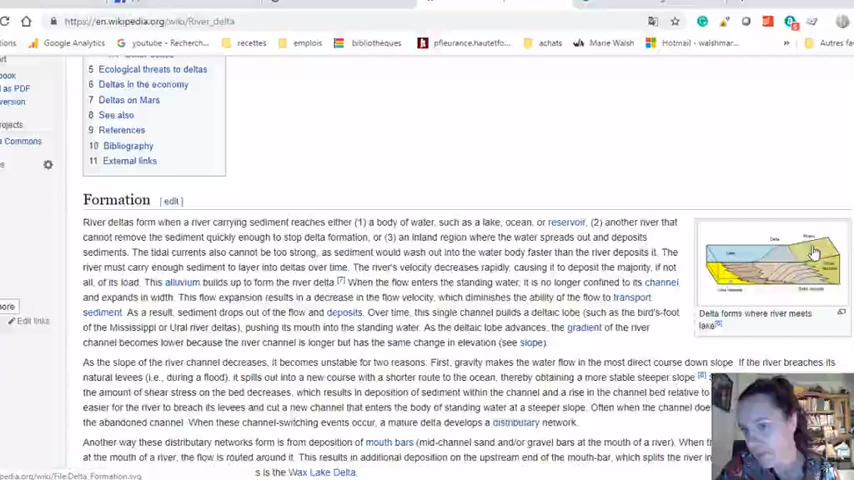 https://en.wikipedia.org/wiki/River_delta
tions Google Analytics youtube - Recherch... recettes emplois bibliothèques pfleurance.hautetfo... achats Marie Walsh Hotmail - walshmar... » Autres fa
5 Ecological threats to deltas
6 Deltas in the economy
7 Deltas on Mars
8 See also
9 References
10 Bibliography
11 External links
book
d as PDF
version
rojects
a Commons
ore
Edit links
Formation [ edit ]
River deltas form when a river carrying sediment reaches either (1) a body of water, such as a lake, ocean, or reservoir, (2) another river that
cannot remove the sediment quickly enough to stop delta formation, or (3) an inland region where the water spreads out and deposits
sediments. The tidal currents also cannot be too strong, as sediment would wash out into the water body faster than the river deposits it. The
river must carry enough sediment to layer into deltas over time. The river's velocity decreases rapidly, causing it to deposit the majority, if not
all, of its load. This alluvium builds up to form the river delta.[7] When the flow enters the standing water, it is no longer confined to its channel
and expands in width. This flow expansion results in a decrease in the flow velocity, which diminishes the ability of the flow to transport
sediment. As a result, sediment drops out of the flow and deposits. Over time, this single channel builds a deltaic lobe (such as the bird's-foot
of the Mississippi or Ural river deltas), pushing its mouth into the standing water. As the deltaic lobe advances, the gradient of the river
channel becomes lower because the river channel is longer but has the same change in elevation (see slope).
Delta
Lake
Delta forms where river meets
lake[6]
As the slope of the river channel decreases, it becomes unstable for two reasons. First, gravity makes the water flow in the most direct course down slope. If the river breaches its
natural levees (i.e., during a flood), it spills out into a new course with a shorter route to the ocean, thereby obtaining a more stable steeper slope.[8]
the amount of shear stress on the bed decreases, which results in deposition of sediment within the channel and a rise in the channel bed relative to
easier for the river to breach its levees and cut a new channel that enters the body of standing water at a steeper slope. Often when the channel doe
the abandoned channel. When these channel-switching events occur, a mature delta develops a distributary network.
Another way these distributary networks form is from deposition of mouth bars (mid-channel sand and/or gravel bars at the mouth of a river). When
at the mouth of a river, the flow is routed around it. This results in additional deposition on the upstream end of the mouth-bar, which splits the river in
s is the Wax Lake Delta.
pedia.org/wiki/File:Delta_Formation.svg